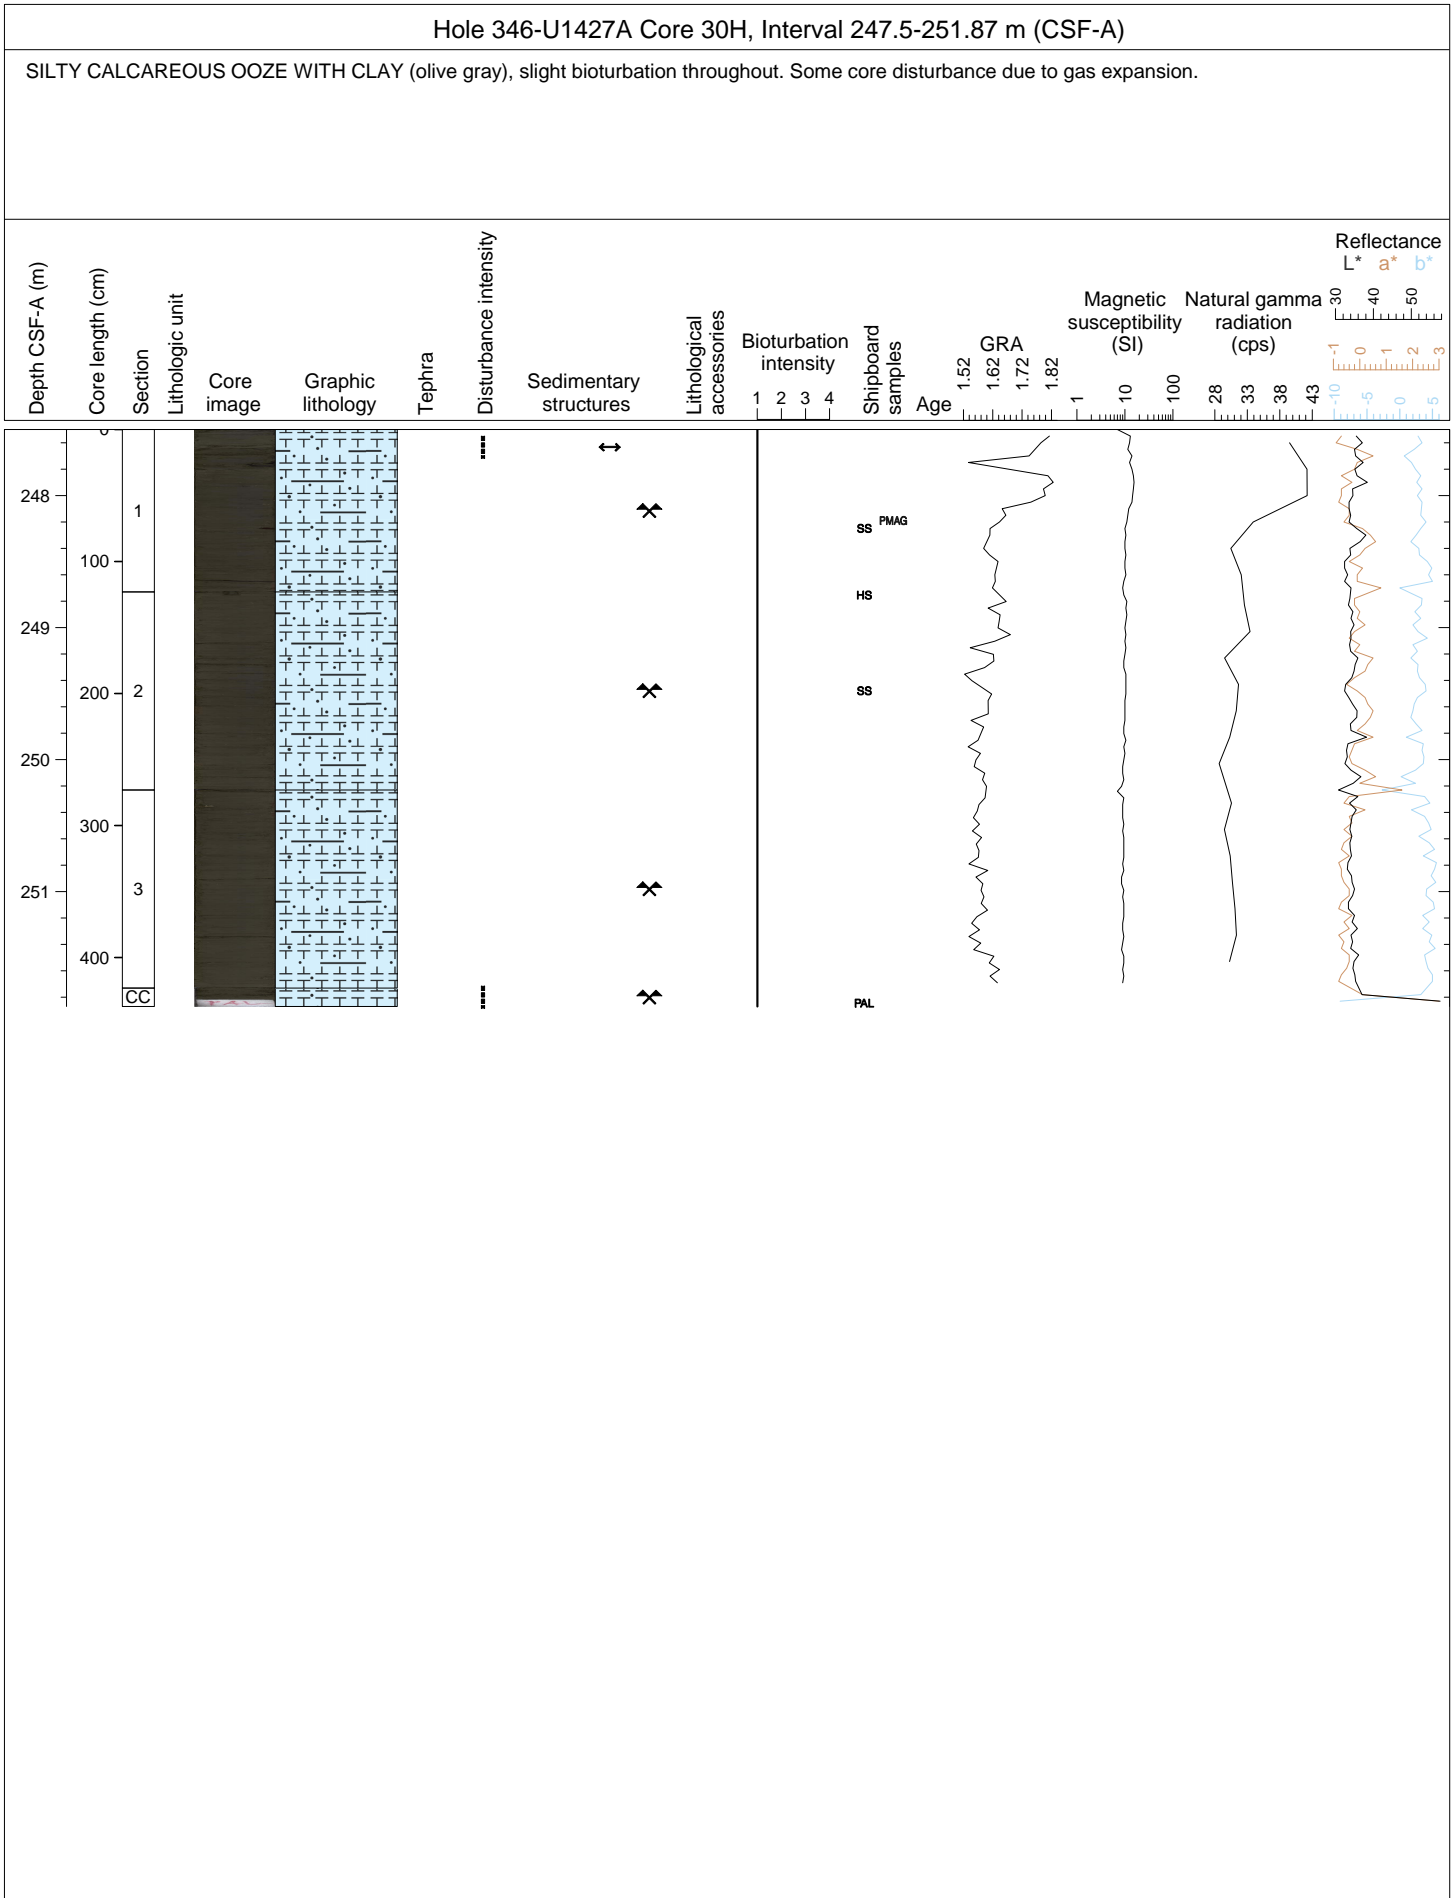 Hole 346-U1427A Core 30H, Interval 247.5-251.87 m (CSF-A)
SILTY CALCAREOUS OOZE WITH CLAY (olive gray), slight bioturbation throughout. Some core disturbance due to gas expansion.
Depth CSF-A (m)
Core length (cm)
Section
Lithologic unit
Core
image
Graphic
lithology
Tephra
Disturbance intensity
Sedimentary
structures
Lithological
accessories
Bioturbation
intensity
1 2 3 4
Shipboard
samples
Age
GRA
1.52 1.62 1.72 1.82
Magnetic
susceptibility
(SI)
1 10 100
Natural gamma
radiation
(cps)
28 33 38 43
Reflectance
L* a* b*
30 40 50
-1 0 1 2 3
-10 -5 0 5
0
248
1
SS PMAG
100
HS
249
200 2 SS
250
300
251 3
400
CC
PAL